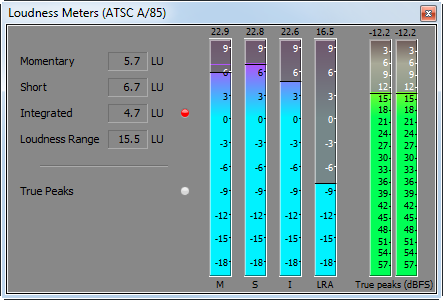 Loudness Meters (ATSC A/85)
Momentary 5.7 LU
Short 6.7 LU
Integrated 4.7 LU
Loudness Range 15.5 LU
True Peaks
22.9 22.8 22.6 16.5 -12.2 -12.2
9 9 9 9
6 6 6 6
3 3 3 3
0 0 0 0
-3 -3 -3 -3
-6 -6 -6 -6
-9 -9 -9 -9
-12 -12 -12 -12
-15 -15 -15 -15
-18 -18 -18 -18
M S I LRA
3 3
6 6
9 9
12 12
15 15
18 18
21 21
24 24
27 27
30 30
33 33
36 36
39 39
42 42
45 45
48 48
51 51
54 54
57 57
True peaks (dBFS)